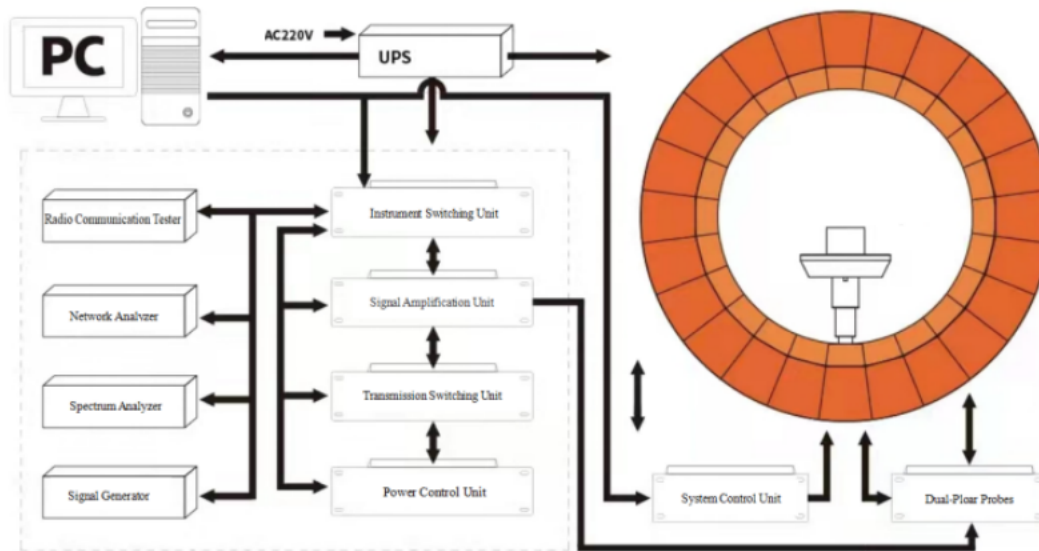 PC
AC220V
UPS
Radio Communication Tester
Instrument Switching Unit
Network Analyzer
Signal Amplification Unit
Spectrum Analyzer
Transmission Switching Unit
Signal Generator
Power Control Unit
System Control Unit
Dual-Ploar Probes